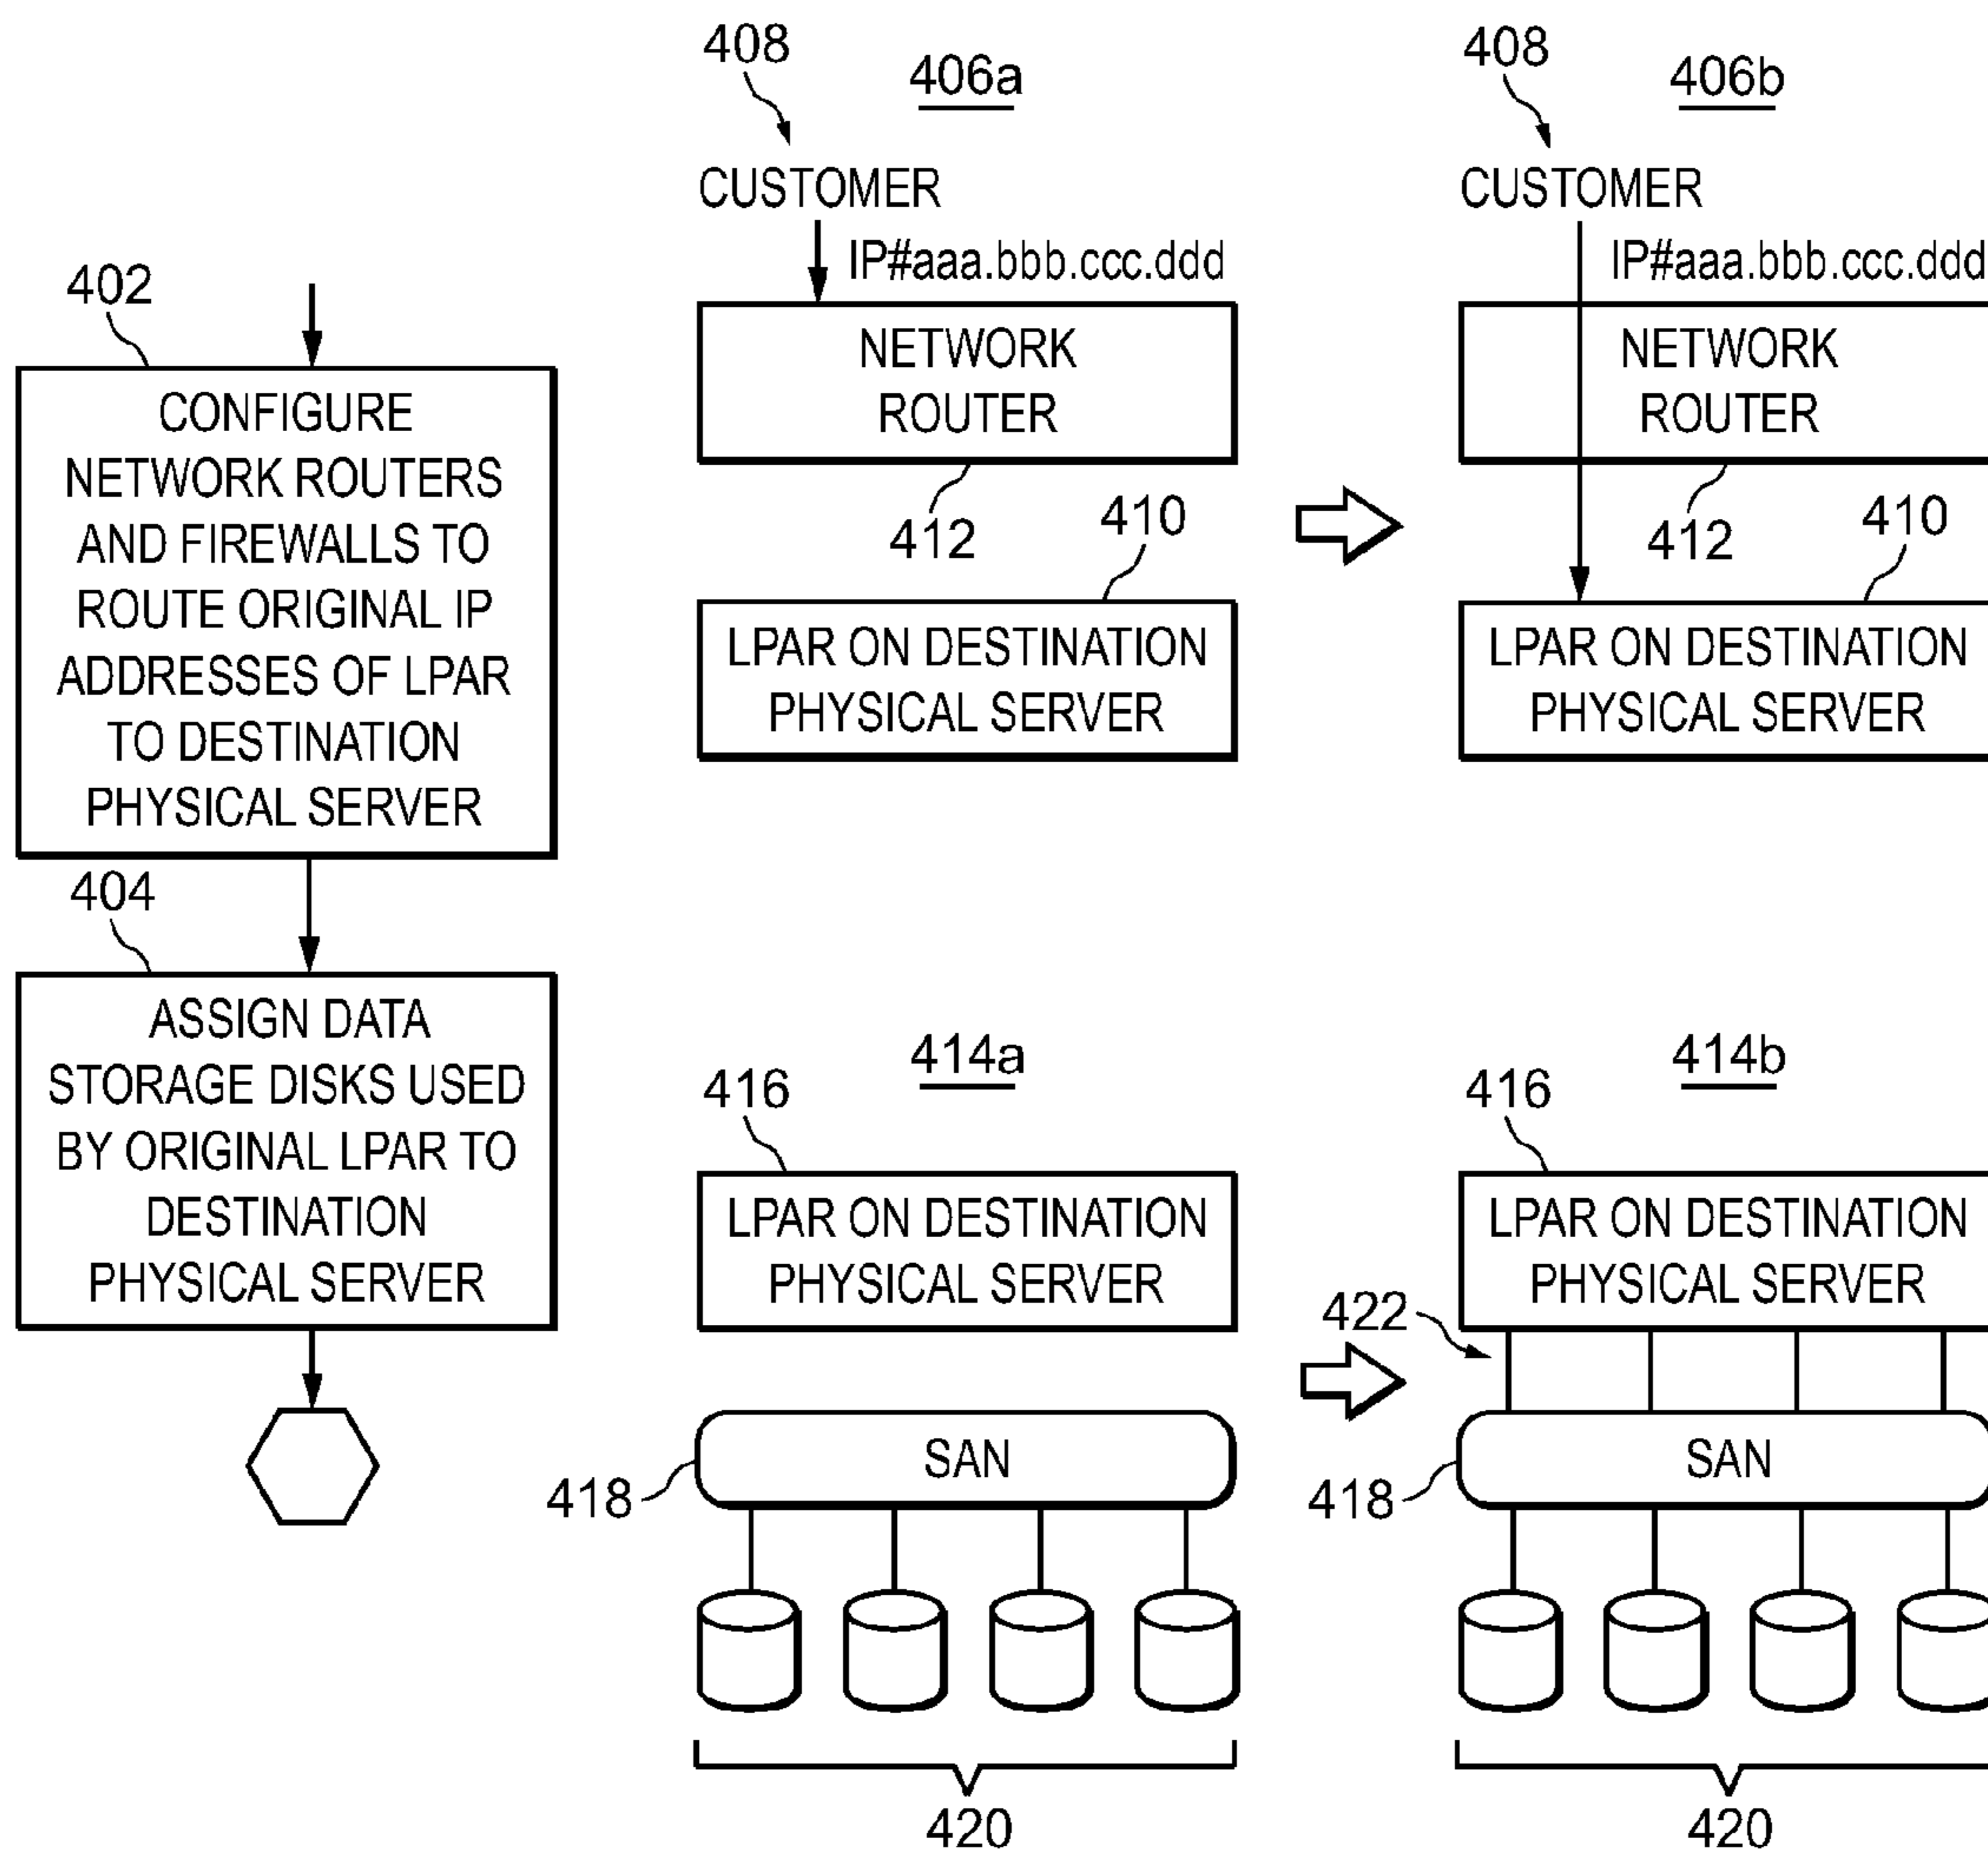 402
CONFIGURE
NETWORK ROUTERS
AND FIREWALLS TO
ROUTE ORIGINAL IP
ADDRESSES OF LPAR
TO DESTINATION
PHYSICAL SERVER
404
ASSIGN DATA
STORAGE DISKS USED
BY ORIGINAL LPAR TO
DESTINATION
PHYSICAL SERVER
408
406a
CUSTOMER
IP#aaa.bbb.ccc.ddd
NETWORK
ROUTER
412
410
LPAR ON DESTINATION
PHYSICAL SERVER
408
406b
CUSTOMER
IP#aaa.bbb.ccc.ddd
NETWORK
ROUTER
412
410
LPAR ON DESTINATION
PHYSICAL SERVER
414a
416
LPAR ON DESTINATION
PHYSICAL SERVER
SAN
418
420
414b
416
LPAR ON DESTINATION
PHYSICAL SERVER
422
SAN
418
420